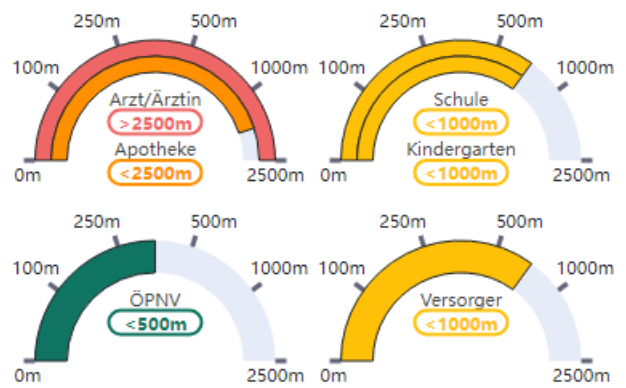 250m 500m
100m 1000m
Arzt/Ärztin
>2500m
Apotheke
<2500m
0m 2500m
250m 500m
100m 1000m
Schule
<1000m
Kindergarten
<1000m
0m 2500m
250m 500m
100m 1000m
ÖPNV
<500m
0m 2500m
250m 500m
100m 1000m
Versorger
<1000m
0m 2500m